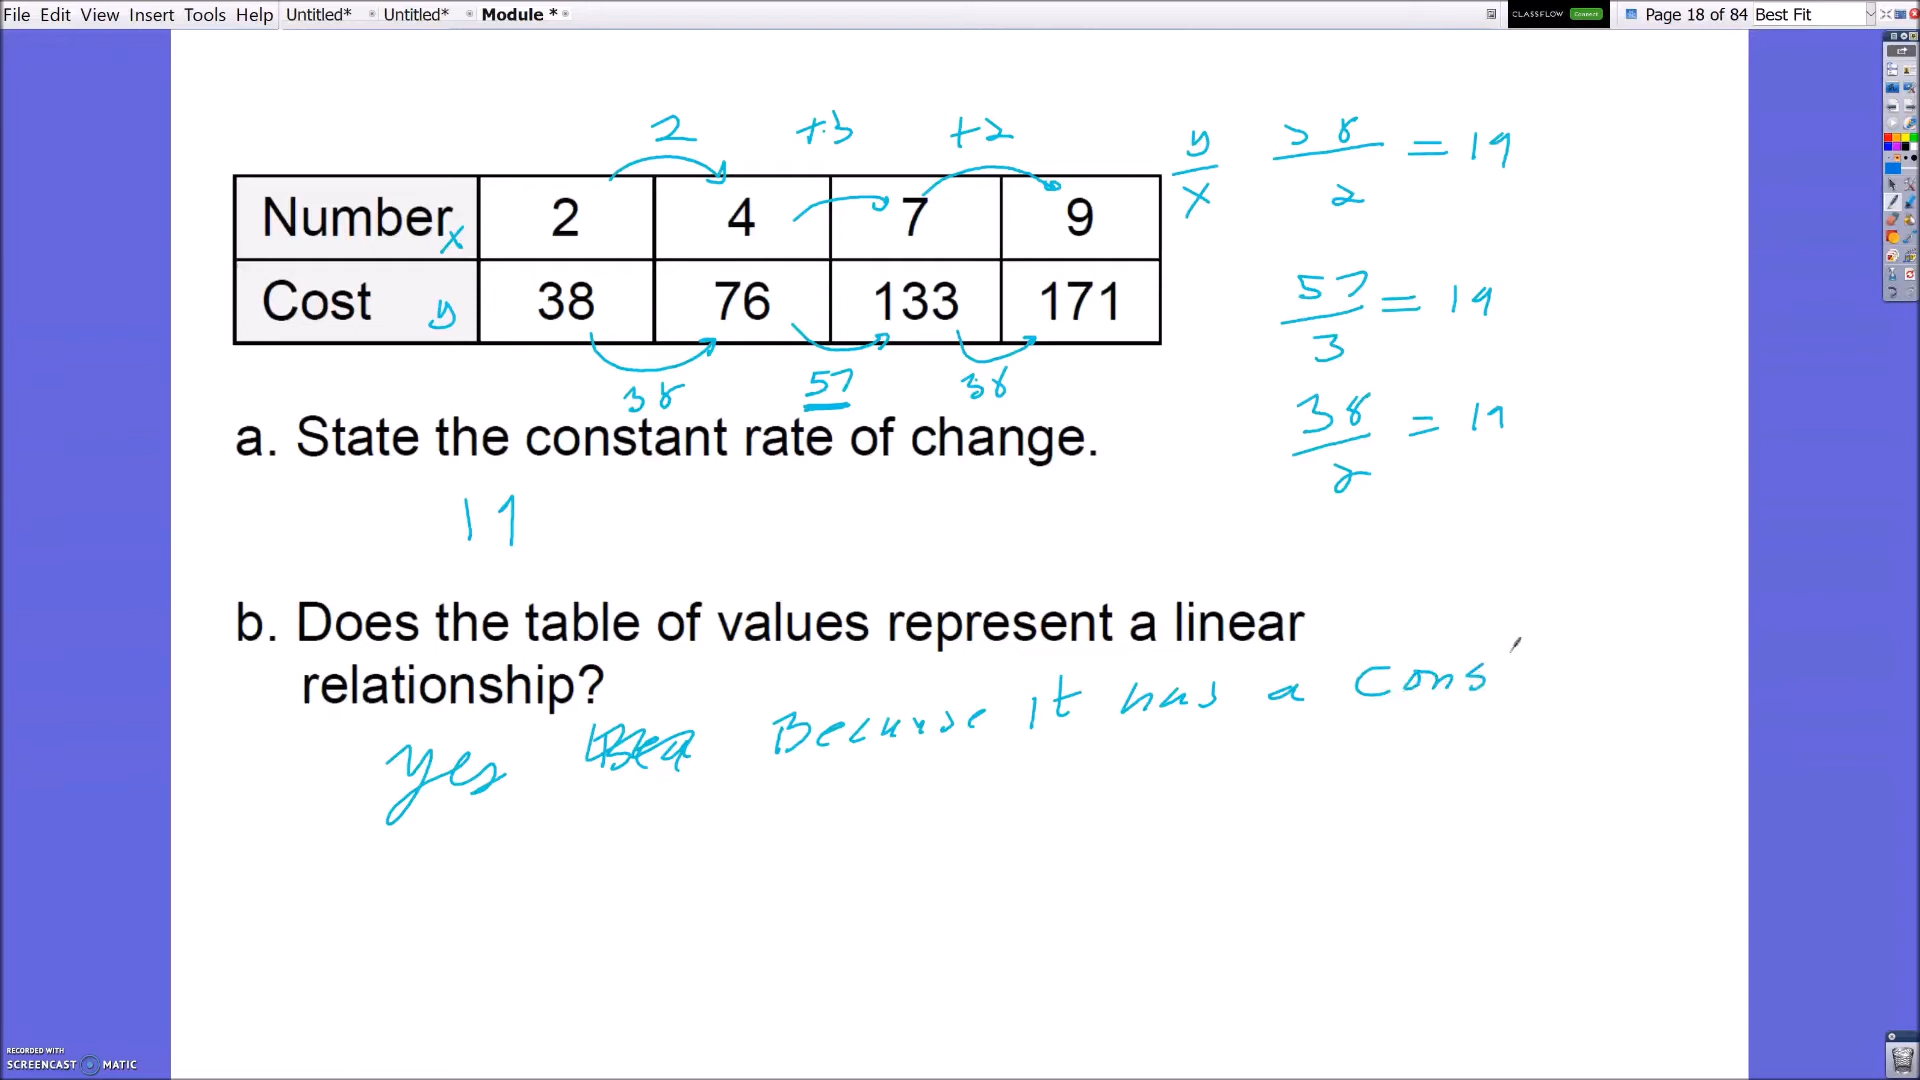 File Edit View Insert Tools Help Untitled* Untitled* Module * CLASSFLOW Connect Page 18 of 84 Best Fit
2 +3 +2
Number x 2 4 7 9
Cost y 38 76 133 171
38 57 38
y/x 38/2 = 19
57/3 = 19
38/2 = 19
a. State the constant rate of change.
19
b. Does the table of values represent a linear
relationship?
yes Because it has a cons
RECORDED WITH
SCREENCAST MATIC